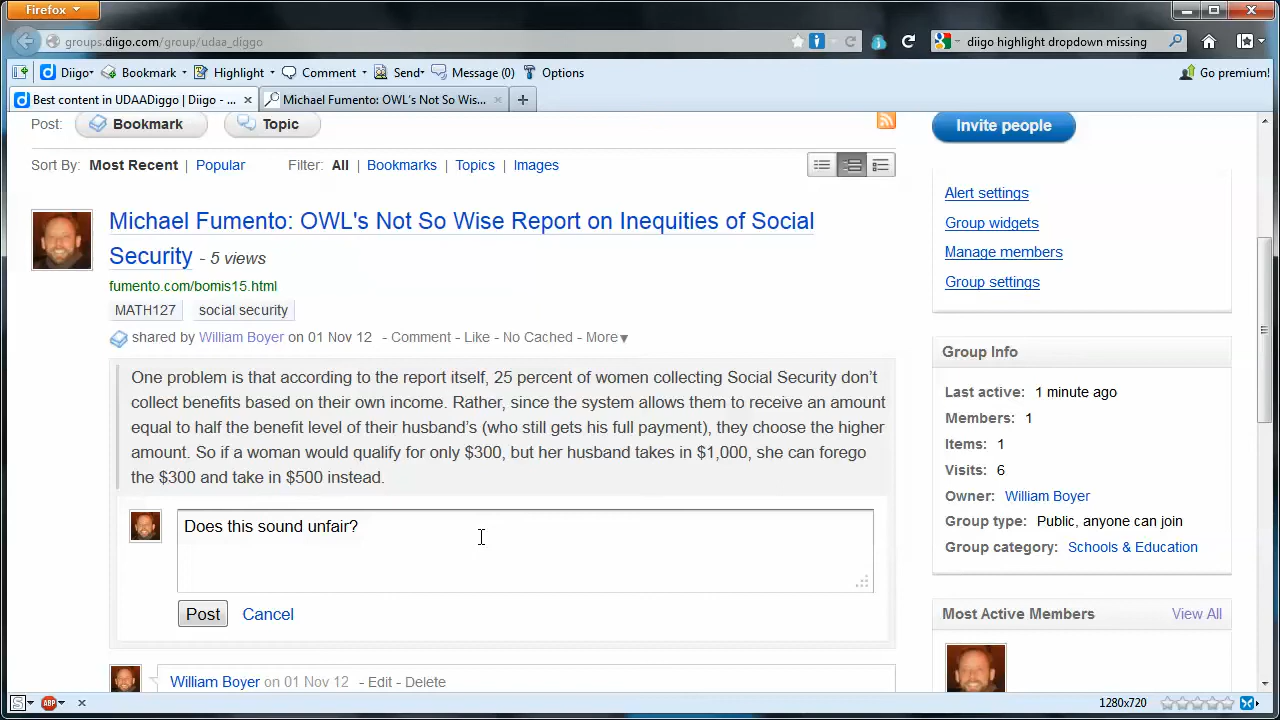 Firefox
groups.diigo.com/group/udaa_diggo
diigo highlight dropdown missing
Diigo Bookmark Highlight Comment Send Message (0) Options Go premium!
Best content in UDAADiggo | Diigo - ... Michael Fumento: OWL's Not So Wis...
Post: Bookmark Topic
Invite people
Sort By: Most Recent | Popular Filter: All | Bookmarks | Topics | Images
Alert settings
Group widgets
Manage members
Group settings
Michael Fumento: OWL's Not So Wise Report on Inequities of Social
Security - 5 views
fumento.com/bomis15.html
MATH127 social security
shared by William Boyer on 01 Nov 12 - Comment - Like - No Cached - More▼
One problem is that according to the report itself, 25 percent of women collecting Social Security don't
collect benefits based on their own income. Rather, since the system allows them to receive an amount
equal to half the benefit level of their husband's (who still gets his full payment), they choose the higher
amount. So if a woman would qualify for only $300, but her husband takes in $1,000, she can forego
the $300 and take in $500 instead.
Does this sound unfair?
Post Cancel
William Boyer on 01 Nov 12 - Edit - Delete
Group Info
Last active: 1 minute ago
Members: 1
Items: 1
Visits: 6
Owner: William Boyer
Group type: Public, anyone can join
Group category: Schools & Education
Most Active Members View All
S ABP 1280x720